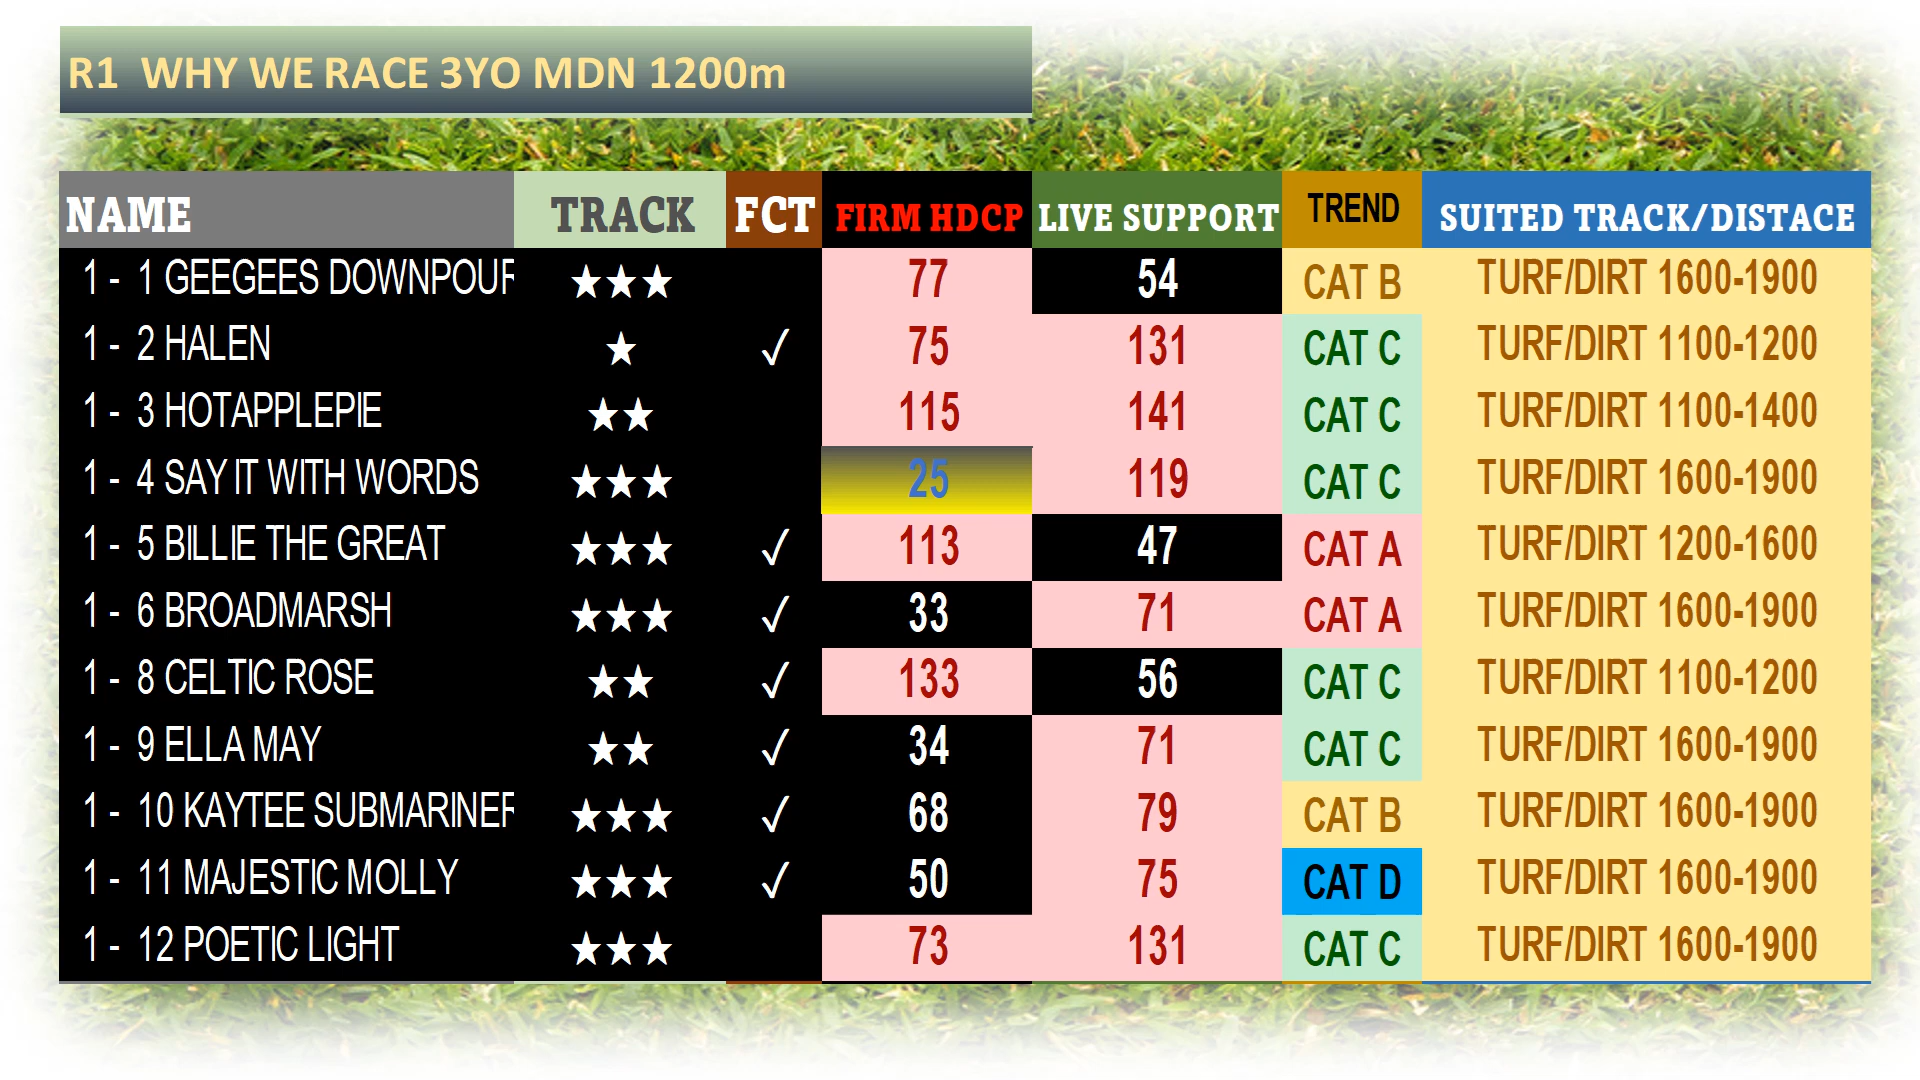 R1 WHY WE RACE 3YO MDN 1200m
NAME TRACK FCT FIRM HDCP LIVE SUPPORT TREND SUITED TRACK/DISTACE
1 - 1 GEEGEES DOWNPOUR ★★★ 77 54 CAT B TURF/DIRT 1600-1900
1 - 2 HALEN ★ ✓ 75 131 CAT C TURF/DIRT 1100-1200
1 - 3 HOTAPPLEPIE ★★ 115 141 CAT C TURF/DIRT 1100-1400
1 - 4 SAY IT WITH WORDS ★★★ 25 119 CAT C TURF/DIRT 1600-1900
1 - 5 BILLIE THE GREAT ★★★ ✓ 113 47 CAT A TURF/DIRT 1200-1600
1 - 6 BROADMARSH ★★★ ✓ 33 71 CAT A TURF/DIRT 1600-1900
1 - 8 CELTIC ROSE ★★ ✓ 133 56 CAT C TURF/DIRT 1100-1200
1 - 9 ELLA MAY ★★ ✓ 34 71 CAT C TURF/DIRT 1600-1900
1 - 10 KAYTEE SUBMARINER ★★★ ✓ 68 79 CAT B TURF/DIRT 1600-1900
1 - 11 MAJESTIC MOLLY ★★★ ✓ 50 75 CAT D TURF/DIRT 1600-1900
1 - 12 POETIC LIGHT ★★★ 73 131 CAT C TURF/DIRT 1600-1900